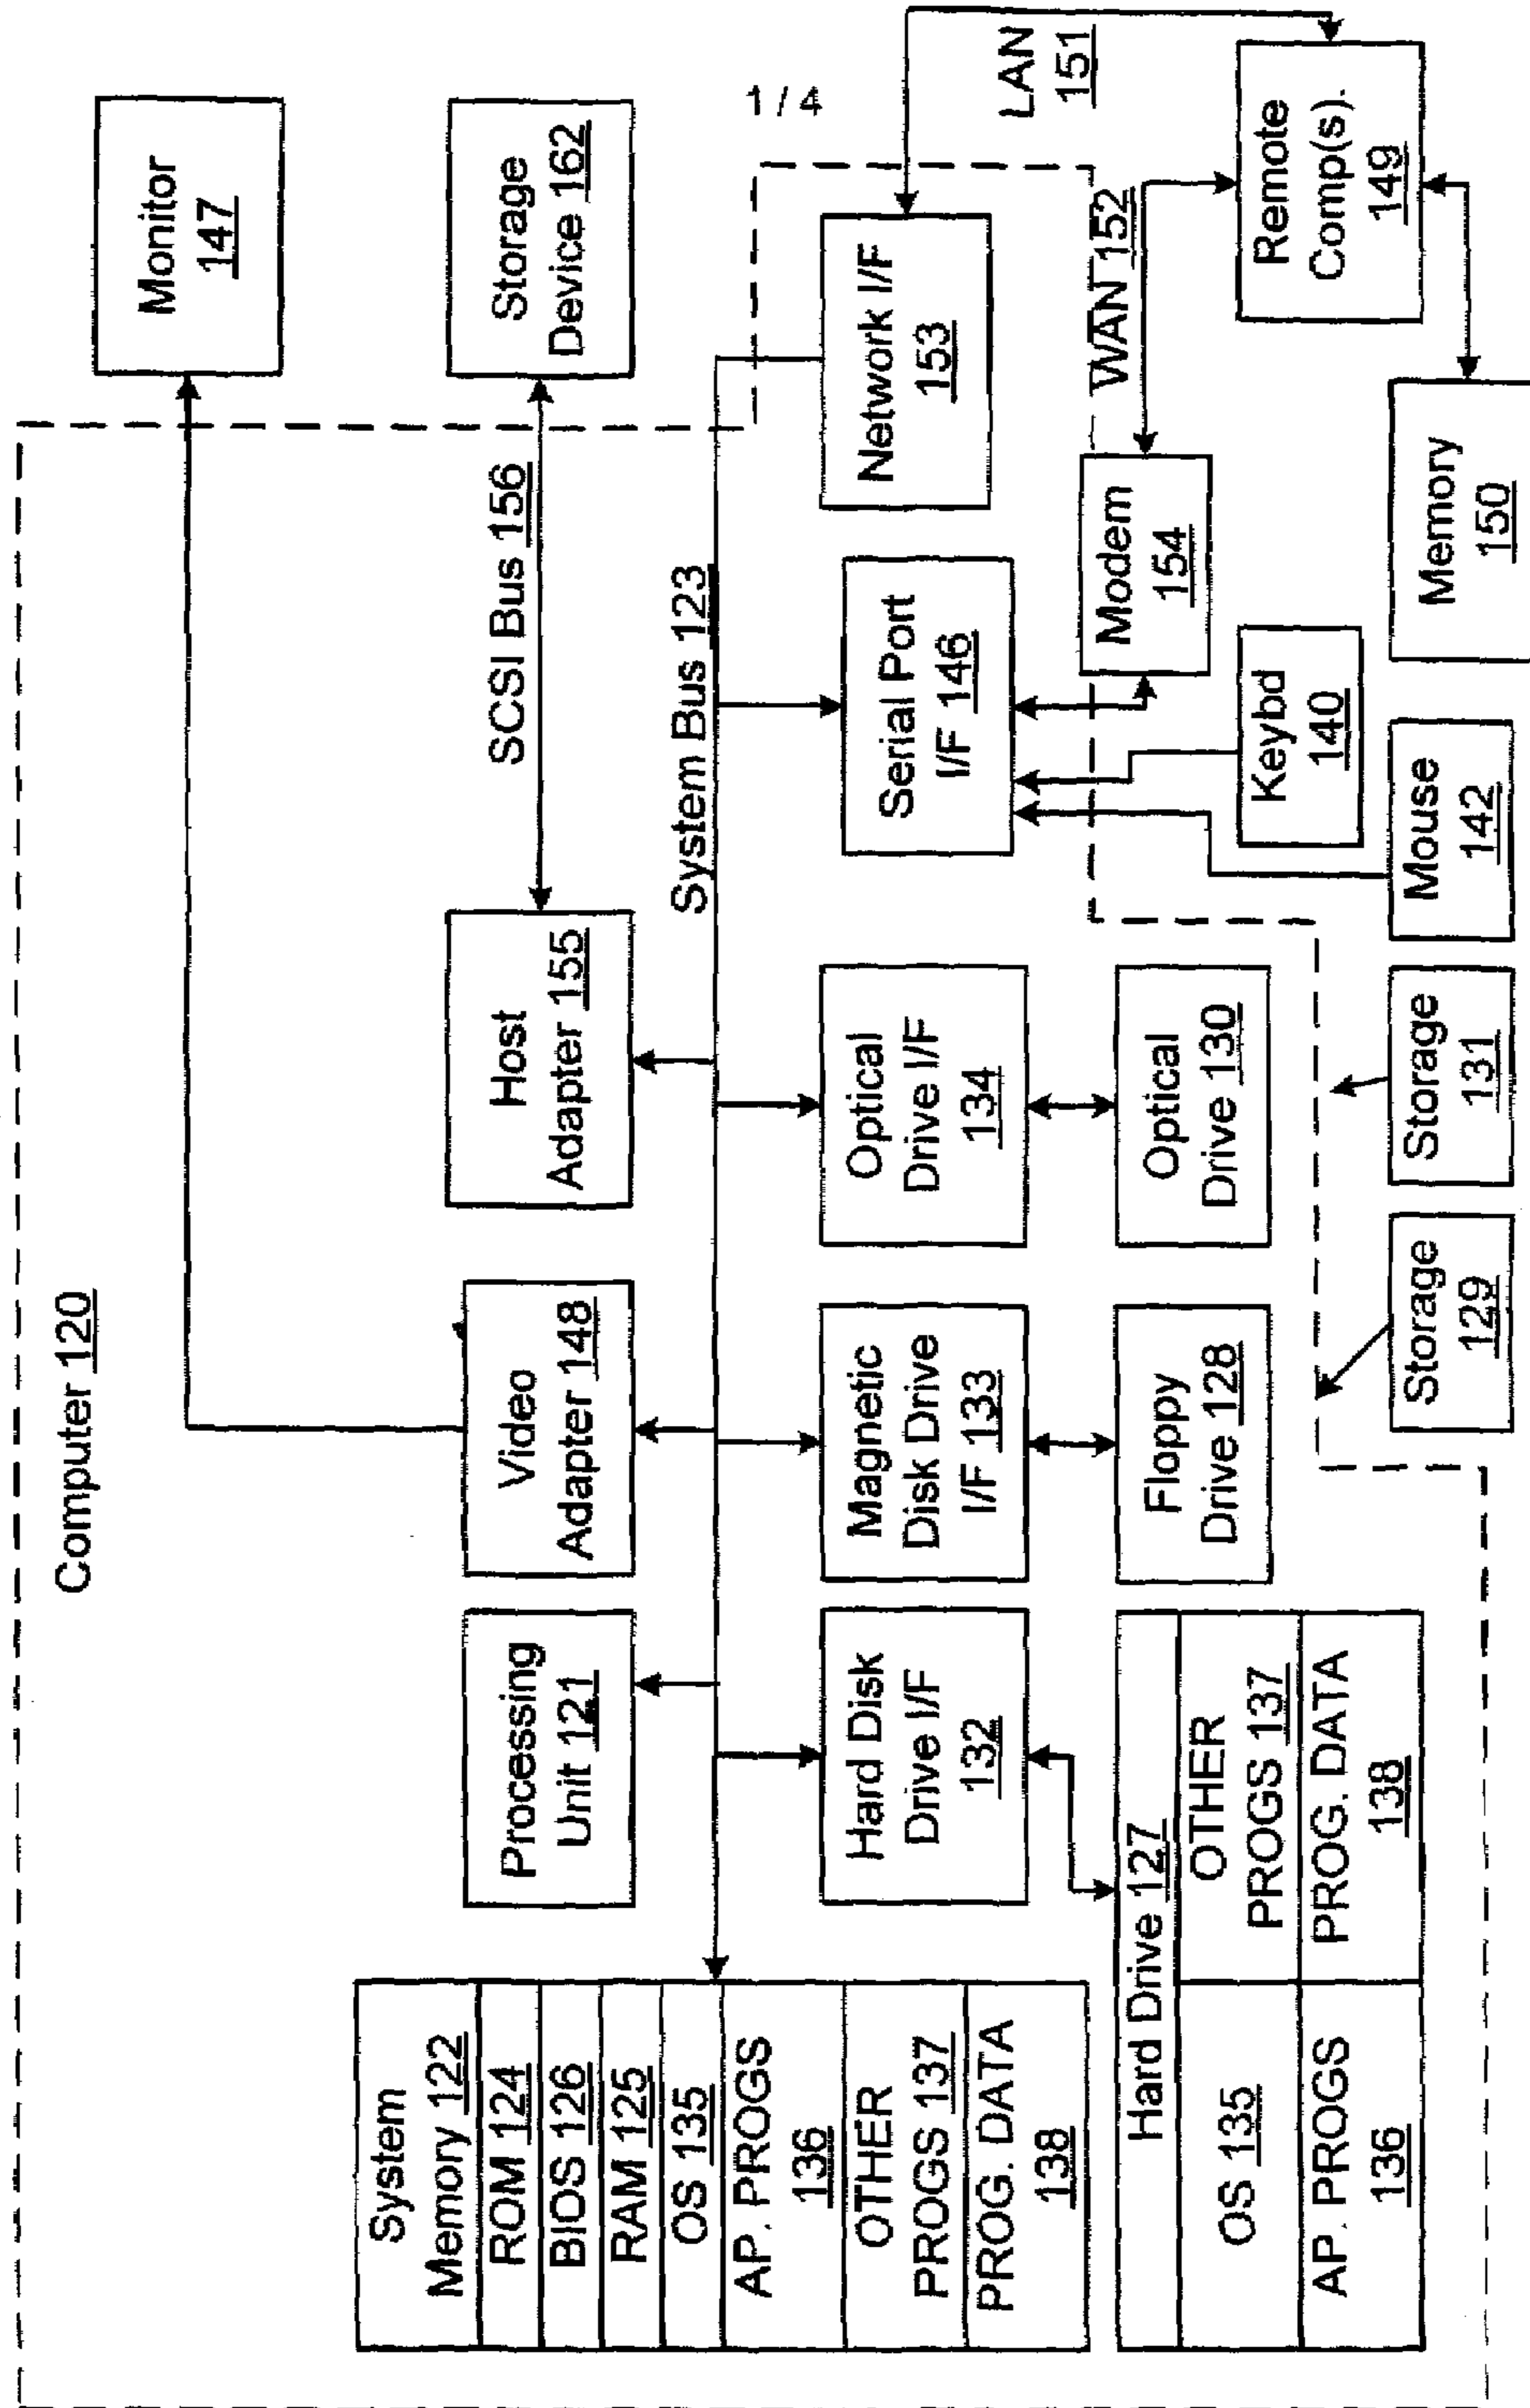 1 / 4
Computer 120
Monitor
147
System
Memory 122
ROM 124
BIOS 126
RAM 125
OS 135
AP. PROGS
136
OTHER
PROGS 137
PROG. DATA
138
Processing
Unit 121
Video
Adapter 148
Host
Adapter 155
SCSI Bus 156
Storage
Device 162
System Bus 123
Hard Disk
Drive I/F
132
Magnetic
Disk Drive
I/F 133
Optical
Drive I/F
134
Serial Port
I/F 146
Network I/F
153
LAN
151
Hard Drive 127
OS 135
OTHER
PROGS 137
AP. PROGS
136
PROG. DATA
138
Floppy
Drive 128
Optical
Drive 130
Modem
154
WAN 152
Keybd
140
Remote
Comp(s).
149
Storage
129
Storage
131
Mouse
142
Memory
150